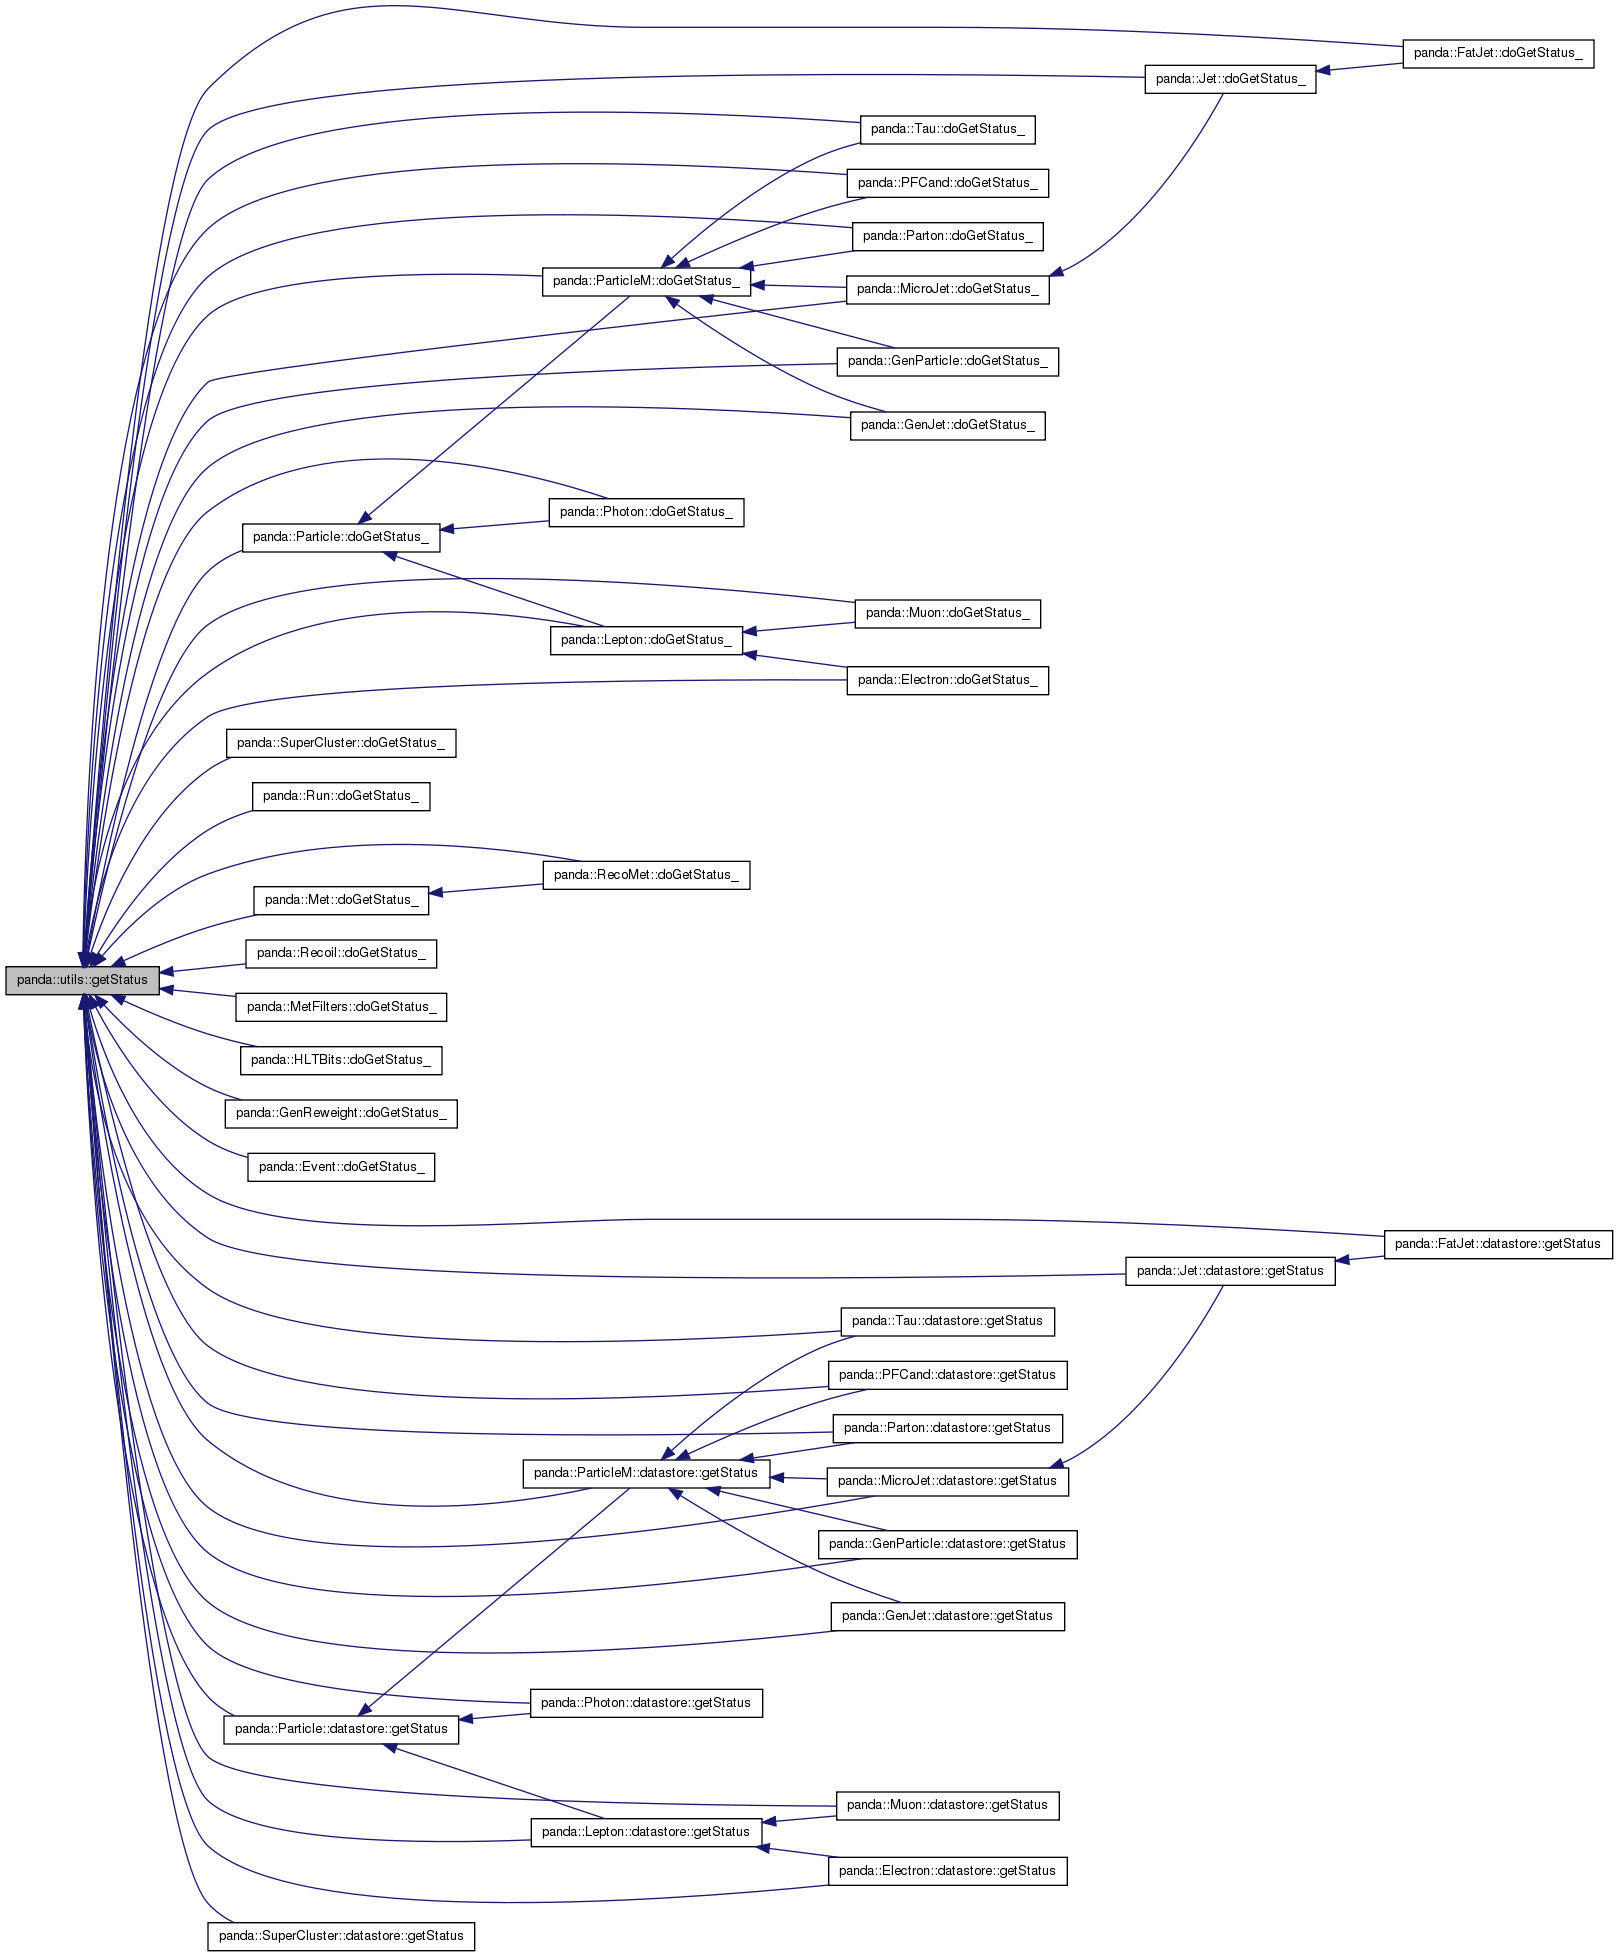 panda::FatJet::doGetStatus_
panda::Jet::doGetStatus_
panda::Tau::doGetStatus_
panda::PFCand::doGetStatus_
panda::Parton::doGetStatus_
panda::ParticleM::doGetStatus_
panda::MicroJet::doGetStatus_
panda::GenParticle::doGetStatus_
panda::GenJet::doGetStatus_
panda::Photon::doGetStatus_
panda::Particle::doGetStatus_
panda::Muon::doGetStatus_
panda::Lepton::doGetStatus_
panda::Electron::doGetStatus_
panda::SuperCluster::doGetStatus_
panda::Run::doGetStatus_
panda::RecoMet::doGetStatus_
panda::Met::doGetStatus_
panda::Recoil::doGetStatus_
panda::utils::getStatus
panda::MetFilters::doGetStatus_
panda::HLTBits::doGetStatus_
panda::GenReweight::doGetStatus_
panda::Event::doGetStatus_
panda::FatJet::datastore::getStatus
panda::Jet::datastore::getStatus
panda::Tau::datastore::getStatus
panda::PFCand::datastore::getStatus
panda::Parton::datastore::getStatus
panda::ParticleM::datastore::getStatus
panda::MicroJet::datastore::getStatus
panda::GenParticle::datastore::getStatus
panda::GenJet::datastore::getStatus
panda::Photon::datastore::getStatus
panda::Particle::datastore::getStatus
panda::Muon::datastore::getStatus
panda::Lepton::datastore::getStatus
panda::Electron::datastore::getStatus
panda::SuperCluster::datastore::getStatus